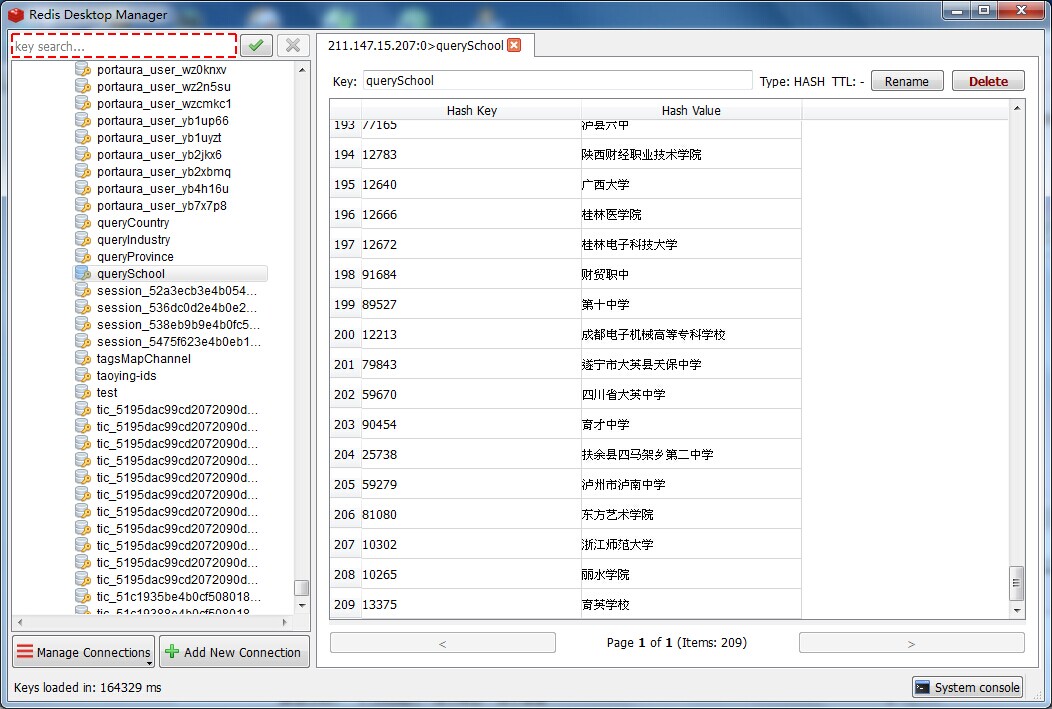 Redis Desktop Manager
key search...
portaura_user_wz0knxv
portaura_user_wz2n5su
portaura_user_wzcmkc1
portaura_user_yb1up66
portaura_user_yb1uyzt
portaura_user_yb2jkx6
portaura_user_yb2xbmq
portaura_user_yb4h16u
portaura_user_yb7x7p8
queryCountry
queryIndustry
queryProvince
querySchool
session_52a3ecb3e4b054...
session_536dc0d2e4b0e2...
session_538eb9b9e4b0fc5...
session_5475f623e4b0eb1...
tagsMapChannel
taoying-ids
test
tic_5195dac99cd2072090d...
tic_5195dac99cd2072090d...
tic_5195dac99cd2072090d...
tic_5195dac99cd2072090d...
tic_5195dac99cd2072090d...
tic_5195dac99cd2072090d...
tic_5195dac99cd2072090d...
tic_5195dac99cd2072090d...
tic_5195dac99cd2072090d...
tic_5195dac99cd2072090d...
tic_5195dac99cd2072090d...
tic_51c1935be4b0cf508018...
tic_51c19388e4b0cf508018...
Manage Connections
Add New Connection
Keys loaded in: 164329 ms
211.147.15.207:0>querySchool
Key: querySchool Type: HASH TTL: - Rename Delete
Hash Key Hash Value
193 77165 泸县六中
194 12783 陕西财经职业技术学院
195 12640 广西大学
196 12666 桂林医学院
197 12672 桂林电子科技大学
198 91684 财贸职中
199 89527 第十中学
200 12213 成都电子机械高等专科学校
201 79843 遂宁市大英县天保中学
202 59670 四川省大英中学
203 90454 育才中学
204 25738 扶余县四马架乡第二中学
205 59279 泸州市泸南中学
206 81080 东方艺术学院
207 10302 浙江师范大学
208 10265 丽水学院
209 13375 育英学校
< Page 1 of 1 (Items: 209) >
System console